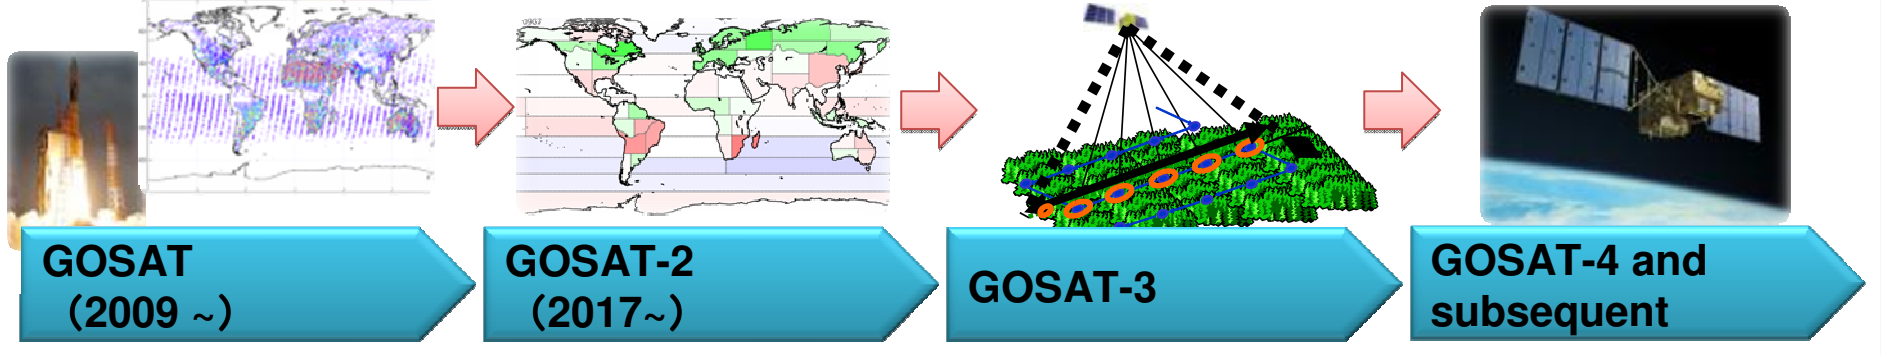 GOSAT
（2009 ~）
GOSAT-2
（2017~）
GOSAT-3
GOSAT-4 and
subsequent